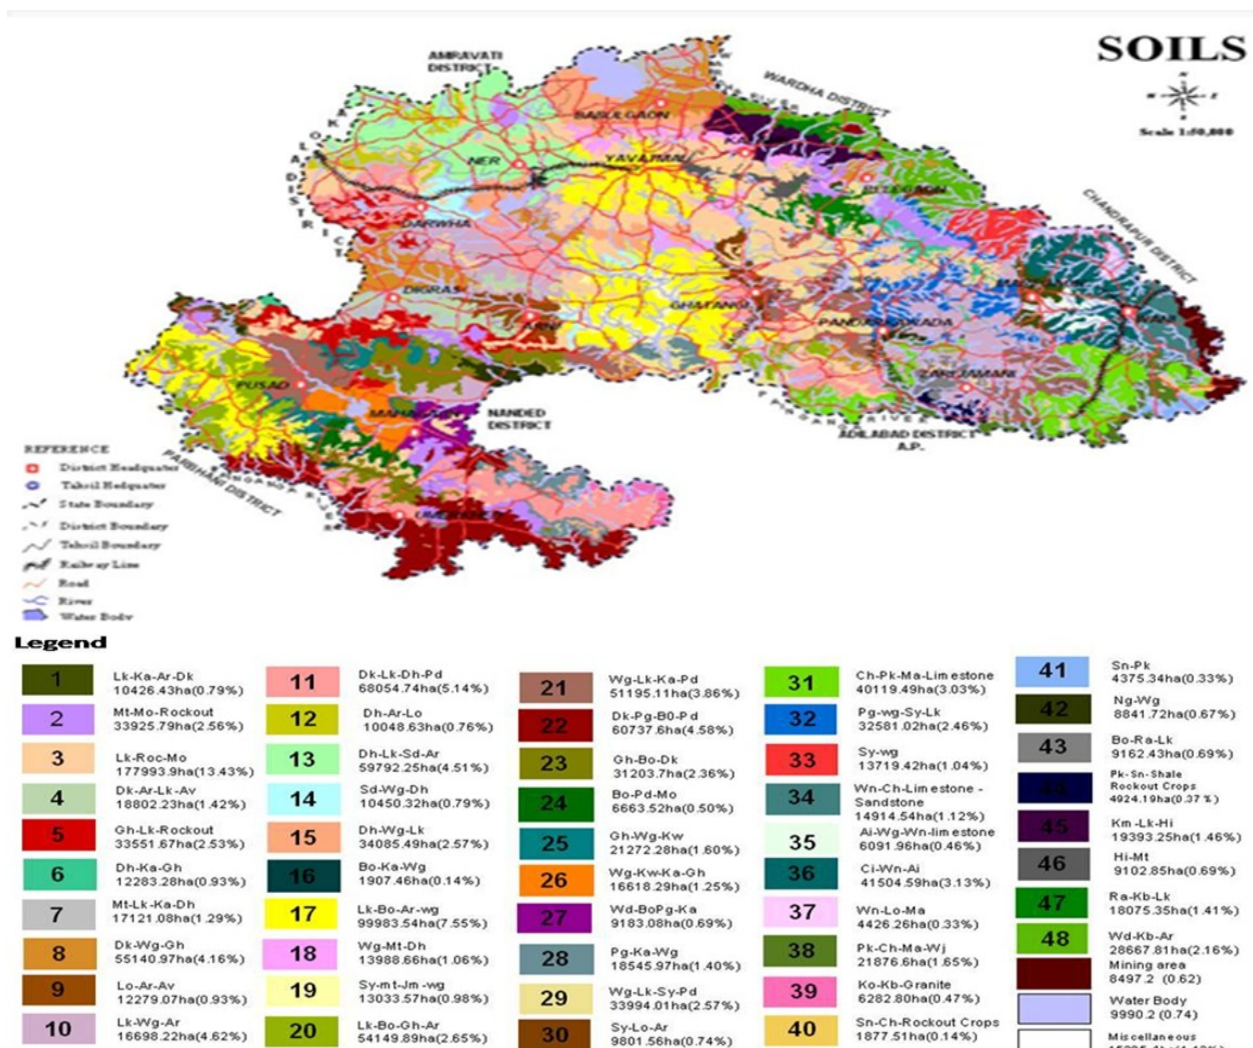 SOILS
Scale 1:50,000
AMRAVATI
DISTRICT
WARDHA DISTRICT
CHANDRAPUR DISTRICT
BABULGAON
YAVATMAL
NER
DARWHA
DIGRAS
GHATANGI
ZARIJAMANI
PUSAD
NANDED
DISTRICT
ADILABAD DISTRICT
A.P.
PARBHANI DISTRICT
REFERENCE
District Headquater
Tahsil Hedquater
State Boundary
District Boundary
Tahsil Boundary
Railway Line
Road
River
Water Body
Legend
1 Lk-Ka-Ar-Dk
10426.43ha(0.79%)
2 Mt-Mo-Rockout
33925.79ha(2.56%)
3 Lk-Roc-Mo
177993.9ha(13.43%)
4 Dk-Ar-Lk-Av
18802.23ha(1.42%)
5 Gh-Lk-Rockout
33551.67ha(2.53%)
6 Dh-Ka-Gh
12283.28ha(0.93%)
7 Mt-Lk-Ka-Dh
17121.08ha(1.29%)
8 Dk-Wg-Gh
55140.97ha(4.16%)
9 Lo-Ar-Av
12279.07ha(0.93%)
10 Lk-Wg-Ar
16698.22ha(4.62%)
11 Dk-Lk-Dh-Pd
68054.74ha(5.14%)
12 Dh-Ar-Lo
10048.63ha(0.76%)
13 Dh-Lk-Sd-Ar
59792.25ha(4.51%)
14 Sd-Wg-Dh
10450.32ha(0.79%)
15 Dh-Wg-Lk
34085.49ha(2.57%)
16 Bo-Ka-Wg
1907.46ha(0.14%)
17 Lk-Bo-Ar-wg
99983.54ha(7.55%)
18 Wg-Mt-Dh
13988.66ha(1.06%)
19 Sy-mt-Jm-wg
13033.57ha(0.98%)
20 Lk-Bo-Gh-Ar
54149.89ha(2.65%)
21 Wg-Lk-Ka-Pd
51195.11ha(3.86%)
22 Dk-Pg-B0-Pd
60737.6ha(4.58%)
23 Gh-Bo-Dk
31203.7ha(2.36%)
24 Bo-Pd-Mo
6663.52ha(0.50%)
25 Gh-Wg-Kw
21272.28ha(1.60%)
26 Wg-Kw-Ka-Gh
16618.29ha(1.25%)
27 Wd-BoPg-Ka
9183.08ha(0.69%)
28 Pg-Ka-Wg
18545.97ha(1.40%)
29 Wg-Lk-Sy-Pd
33994.01ha(2.57%)
30 Sy-Lo-Ar
9801.56ha(0.74%)
31 Ch-Pk-Ma-Limestone
40119.49ha(3.03%)
32 Pg-wg-Sy-Lk
32581.02ha(2.46%)
33 Sy-wg
13719.42ha(1.04%)
34 Wn-Ch-Limestone -
Sandstone
14914.54ha(1.12%)
35 Ai-Wg-Wn-limestone
6091.96ha(0.46%)
36 Ci-Wn-Ai
41504.59ha(3.13%)
37 Wn-Lo-Ma
4426.26ha(0.33%)
38 Pk-Ch-Ma-Wj
21876.6ha(1.65%)
39 Ko-Kb-Granite
6282.80ha(0.47%)
40 Sn-Ch-Rockout Crops
1877.51ha(0.14%)
41 Sn-Pk
4375.34ha(0.33%)
42 Ng-Wg
8841.72ha(0.67%)
43 Bo-Ra-Lk
9162.43ha(0.69%)
44 Pk-Sn-Shale
Rockout Crops
4924.19ha(0.37 %)
45 Km-Lk-Hi
19393.25ha(1.46%)
46 Hi-Mt
9102.85ha(0.69%)
47 Ra-Kb-Lk
18075.35ha(1.41%)
48 Wd-Kb-Ar
28667.81ha(2.16%)
Mining area
8497.2 (0.62)
Water Body
9990.2 (0.74)
Miscellaneous